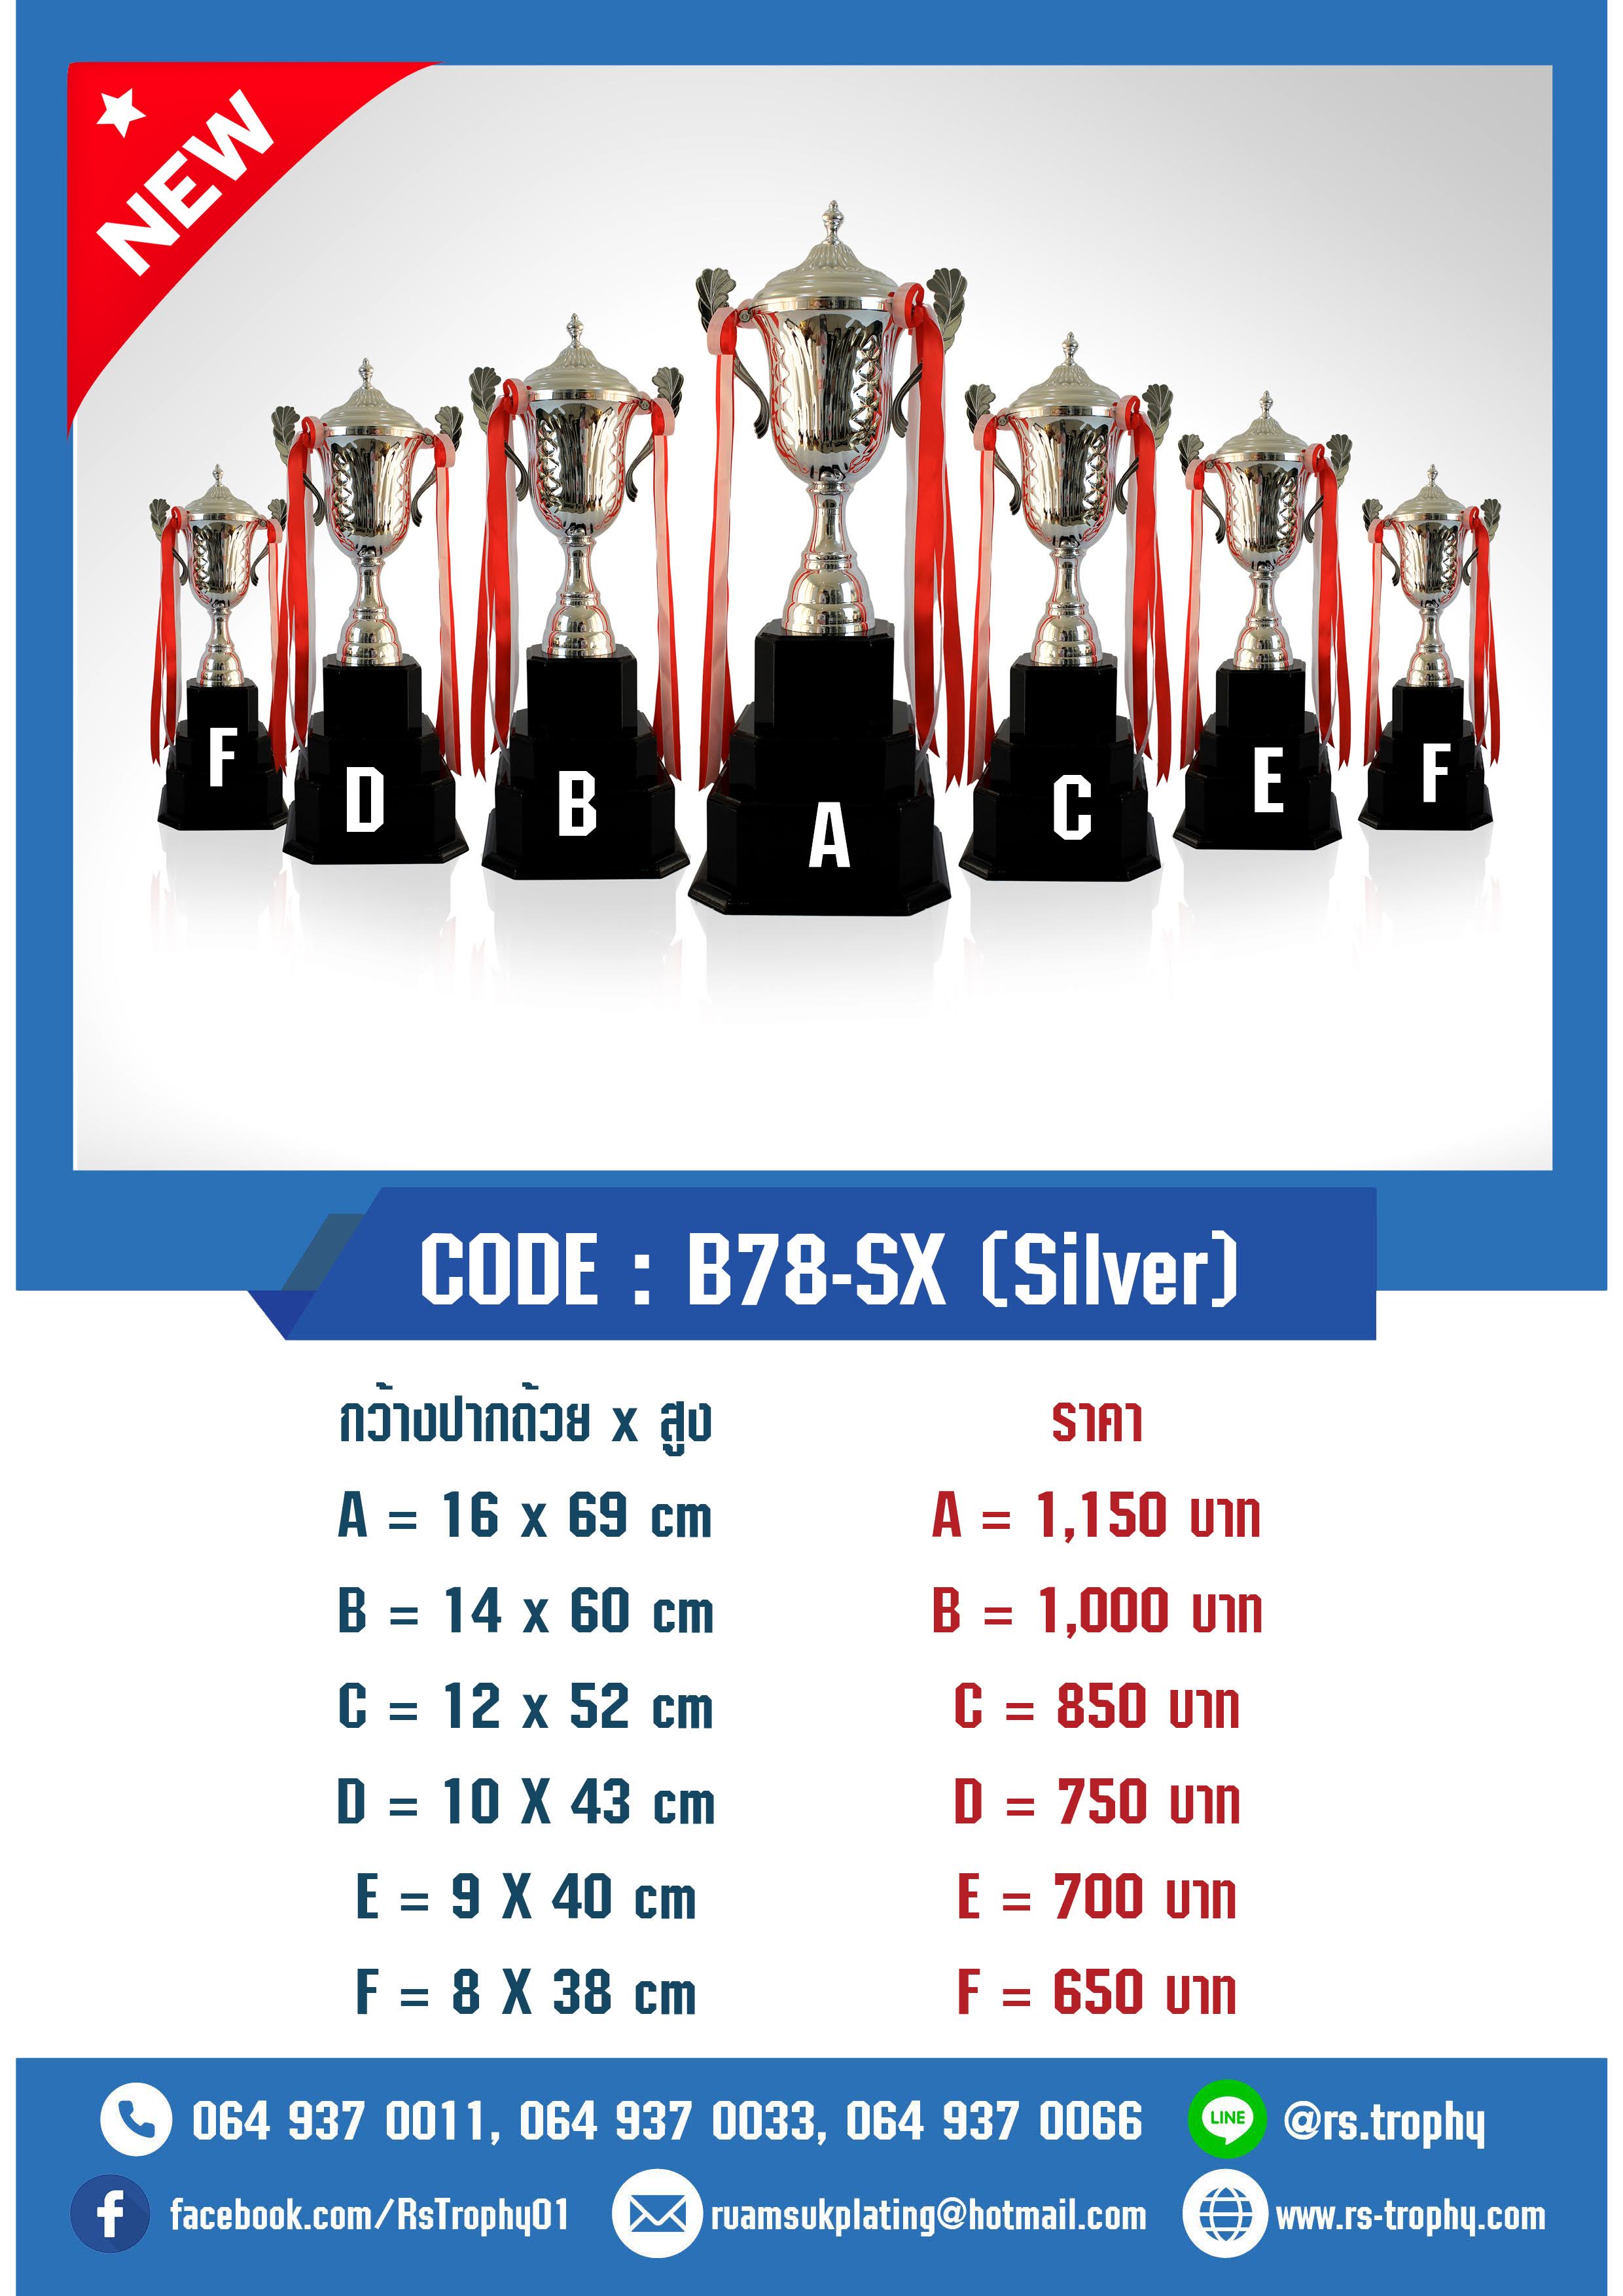 NEW
F
D
B
A
C
E
F
CODE : B78-SX (Silver)
กว้างปากถ้วย x สูง
ราคา
A = 16 x 69 cm
A = 1,150 บาท
B = 14 x 60 cm
B = 1,000 บาท
C = 12 x 52 cm
C = 850 บาท
D = 10 X 43 cm
D = 750 บาท
E = 9 X 40 cm
E = 700 บาท
F = 8 X 38 cm
F = 650 บาท
064 937 0011, 064 937 0033, 064 937 0066
LINE
@rs.trophy
f
facebook.com/RsTrophy01
ruamsukplating@hotmail.com
www.rs-trophy.com